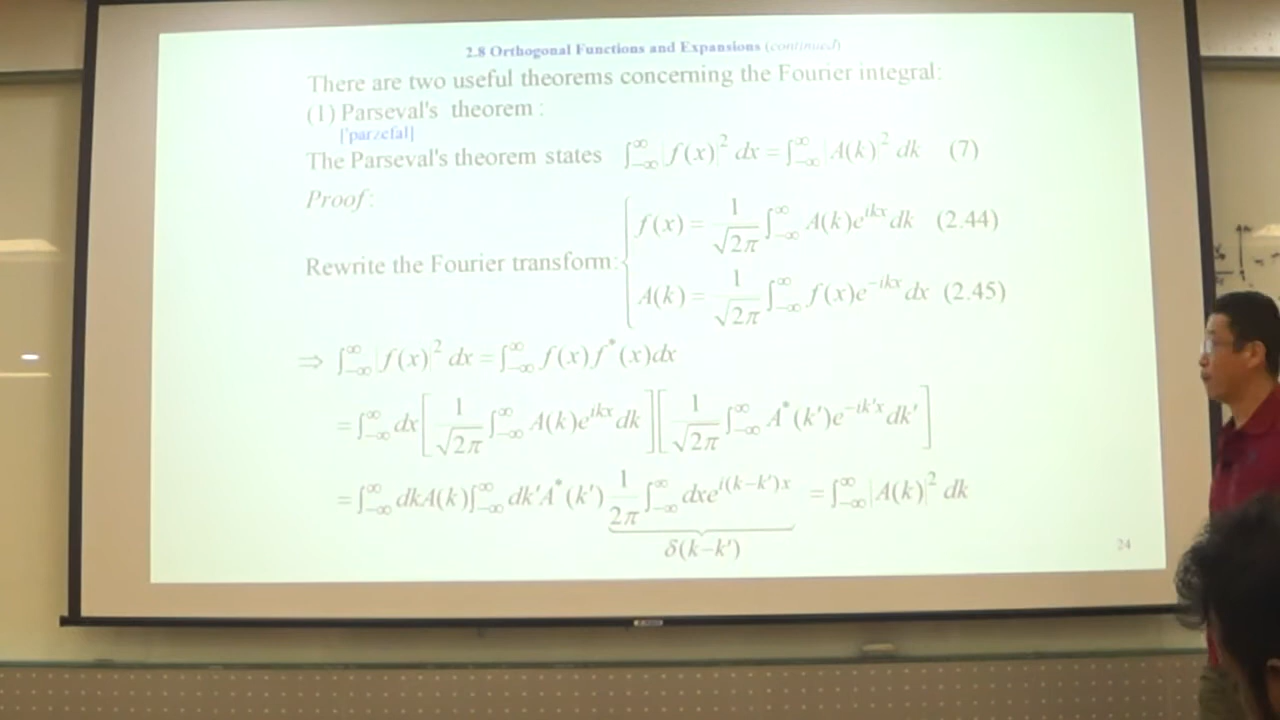 2.8 Orthogonal Functions and Expansions (continued)
There are two useful theorems concerning the Fourier integral:
(1) Parseval's theorem :
['parzefal]
The Parseval's theorem states ∫_{-∞}^{∞} |f(x)|² dx = ∫_{-∞}^{∞} |A(k)|² dk (7)
Proof:
Rewrite the Fourier transform: { f(x) = 1/√2π ∫_{-∞}^{∞} A(k)e^{ikx} dk (2.44)
A(k) = 1/√2π ∫_{-∞}^{∞} f(x)e^{-ikx} dx (2.45)
⇒ ∫_{-∞}^{∞} |f(x)|² dx = ∫_{-∞}^{∞} f(x) f*(x)dx
= ∫_{-∞}^{∞} dx [ 1/√2π ∫_{-∞}^{∞} A(k)e^{ikx} dk ] [ 1/√2π ∫_{-∞}^{∞} A*(k')e^{-ik'x} dk' ]
= ∫_{-∞}^{∞} dkA(k) ∫_{-∞}^{∞} dk'A*(k') 1/2π ∫_{-∞}^{∞} dxe^{i(k-k')x} = ∫_{-∞}^{∞} |A(k)|² dk
δ(k-k')
24